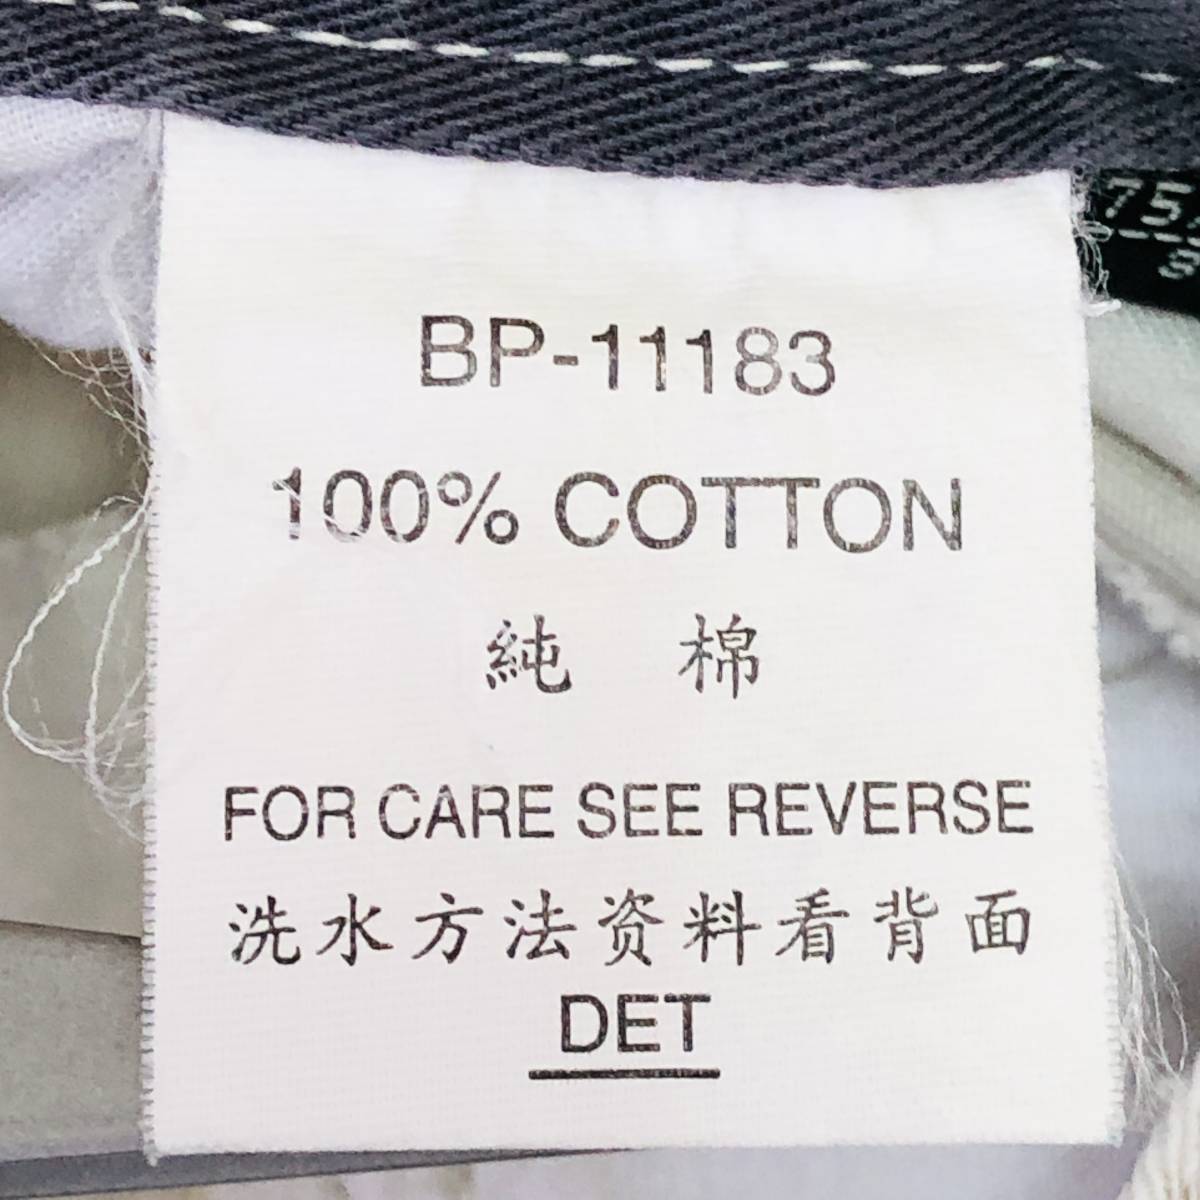 BP-11183
100% COTTON
純 棉
FOR CARE SEE REVERSE
洗水方法资料看背面
DET
75